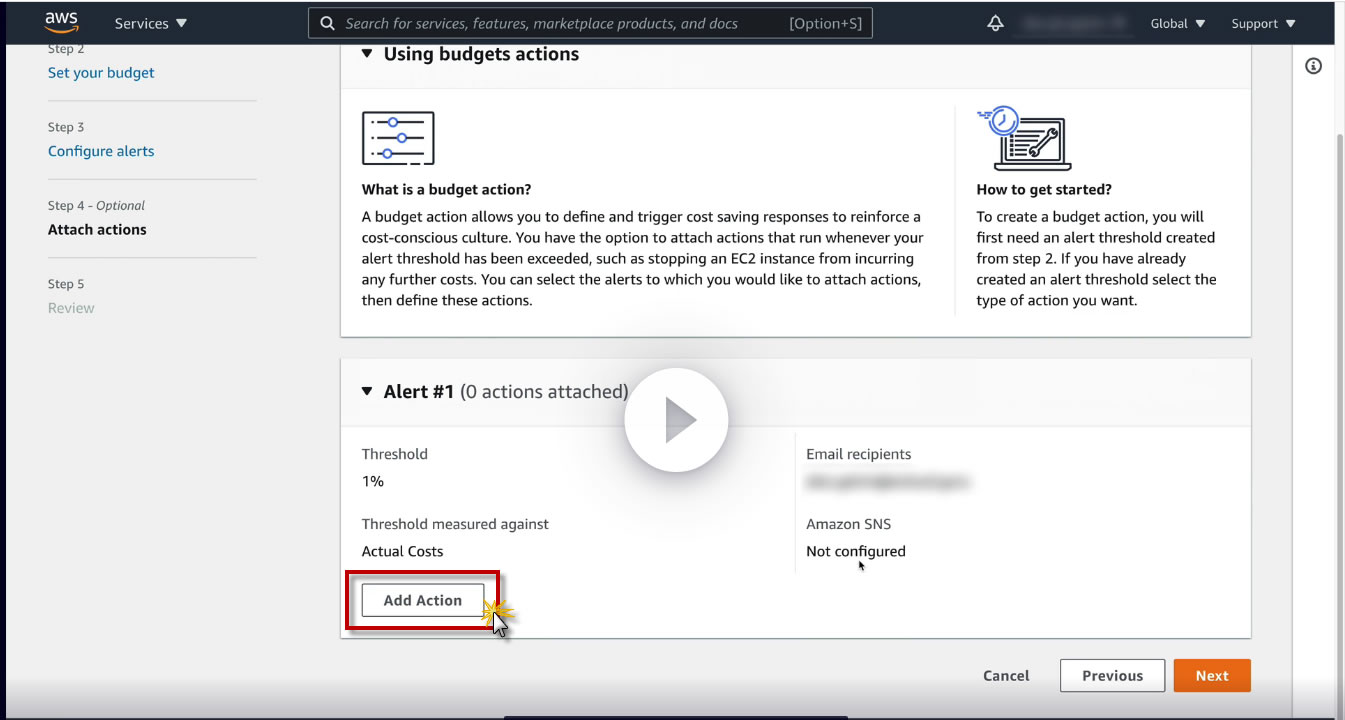 aws
Services
Search for services, features, marketplace products, and docs
[Option+S]
Global
Support
Step 2
Set your budget
Step 3
Configure alerts
Step 4 - Optional
Attach actions
Step 5
Review
Using budgets actions
What is a budget action?
A budget action allows you to define and trigger cost saving responses to reinforce a
cost-conscious culture. You have the option to attach actions that run whenever your
alert threshold has been exceeded, such as stopping an EC2 instance from incurring
any further costs. You can select the alerts to which you would like to attach actions,
then define these actions.
How to get started?
To create a budget action, you will
first need an alert threshold created
from step 2. If you have already
created an alert threshold select the
type of action you want.
Alert #1 (0 actions attached)
Threshold
1%
Threshold measured against
Actual Costs
Email recipients
Amazon SNS
Not configured
Add Action
Cancel
Previous
Next